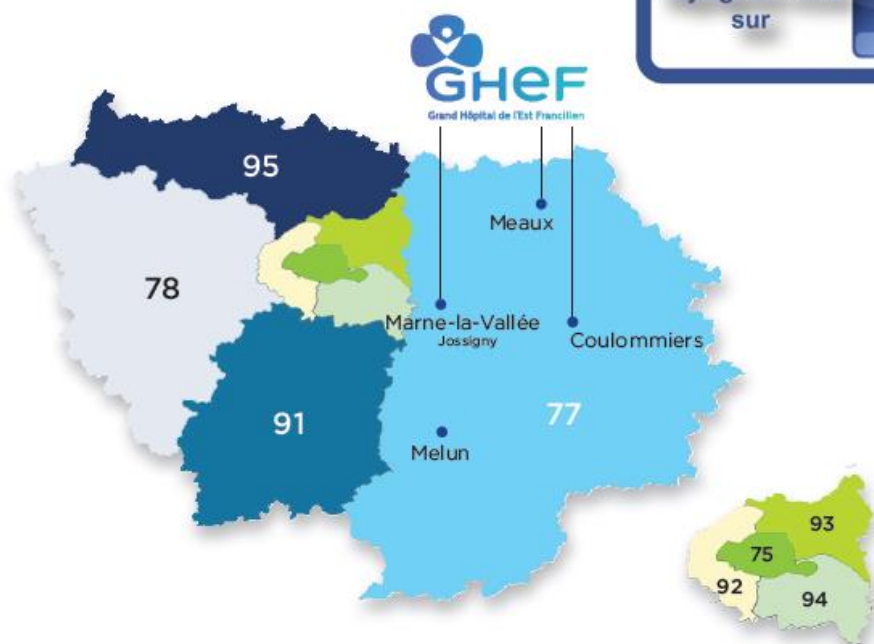 sur
GHEF
Grand Hôpital de l'Est Francilien
95
Meaux
78
Marne-la-Vallée
Jossigny
Coulommiers
91
77
Melun
93
75
92
94